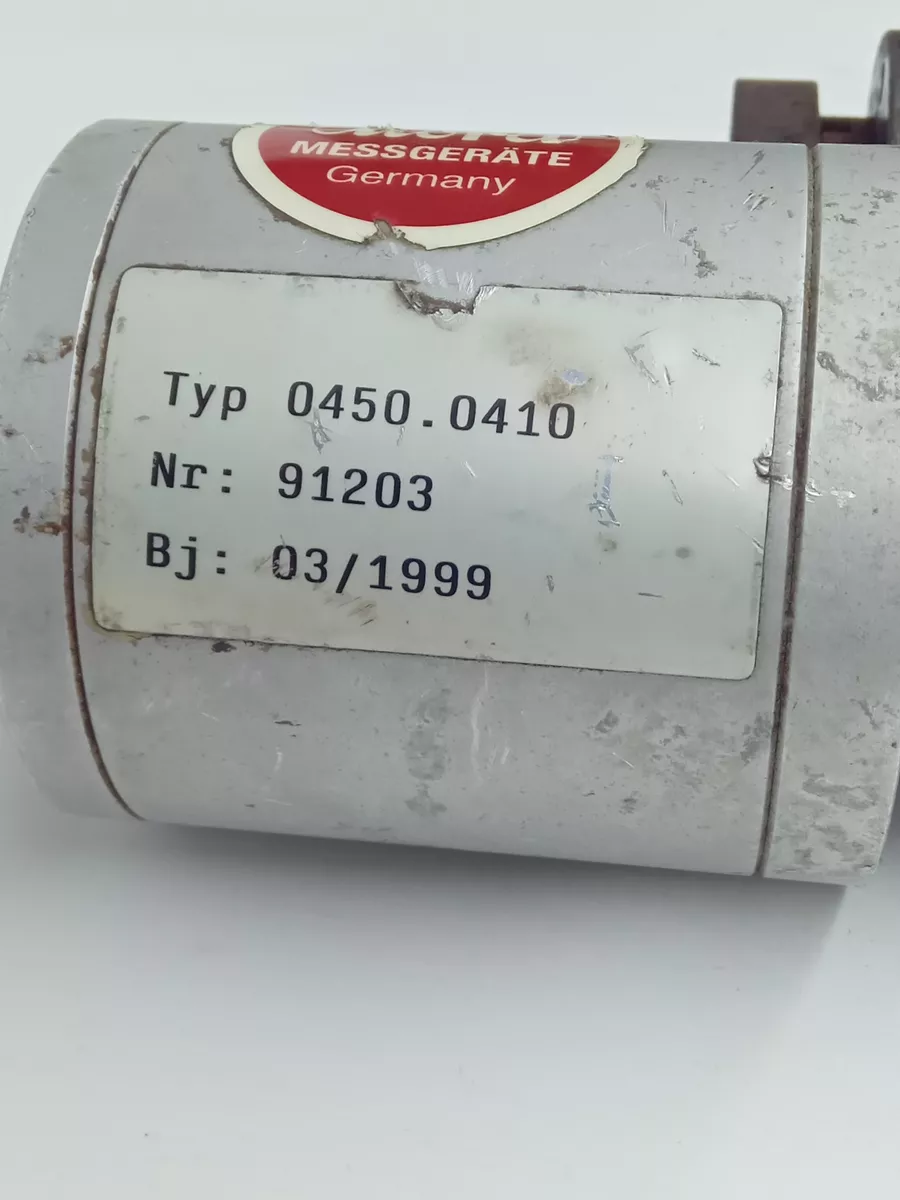 MESSGERÄTE
Germany
Typ 0450.0410
Nr: 91203
Bj: 03/1999